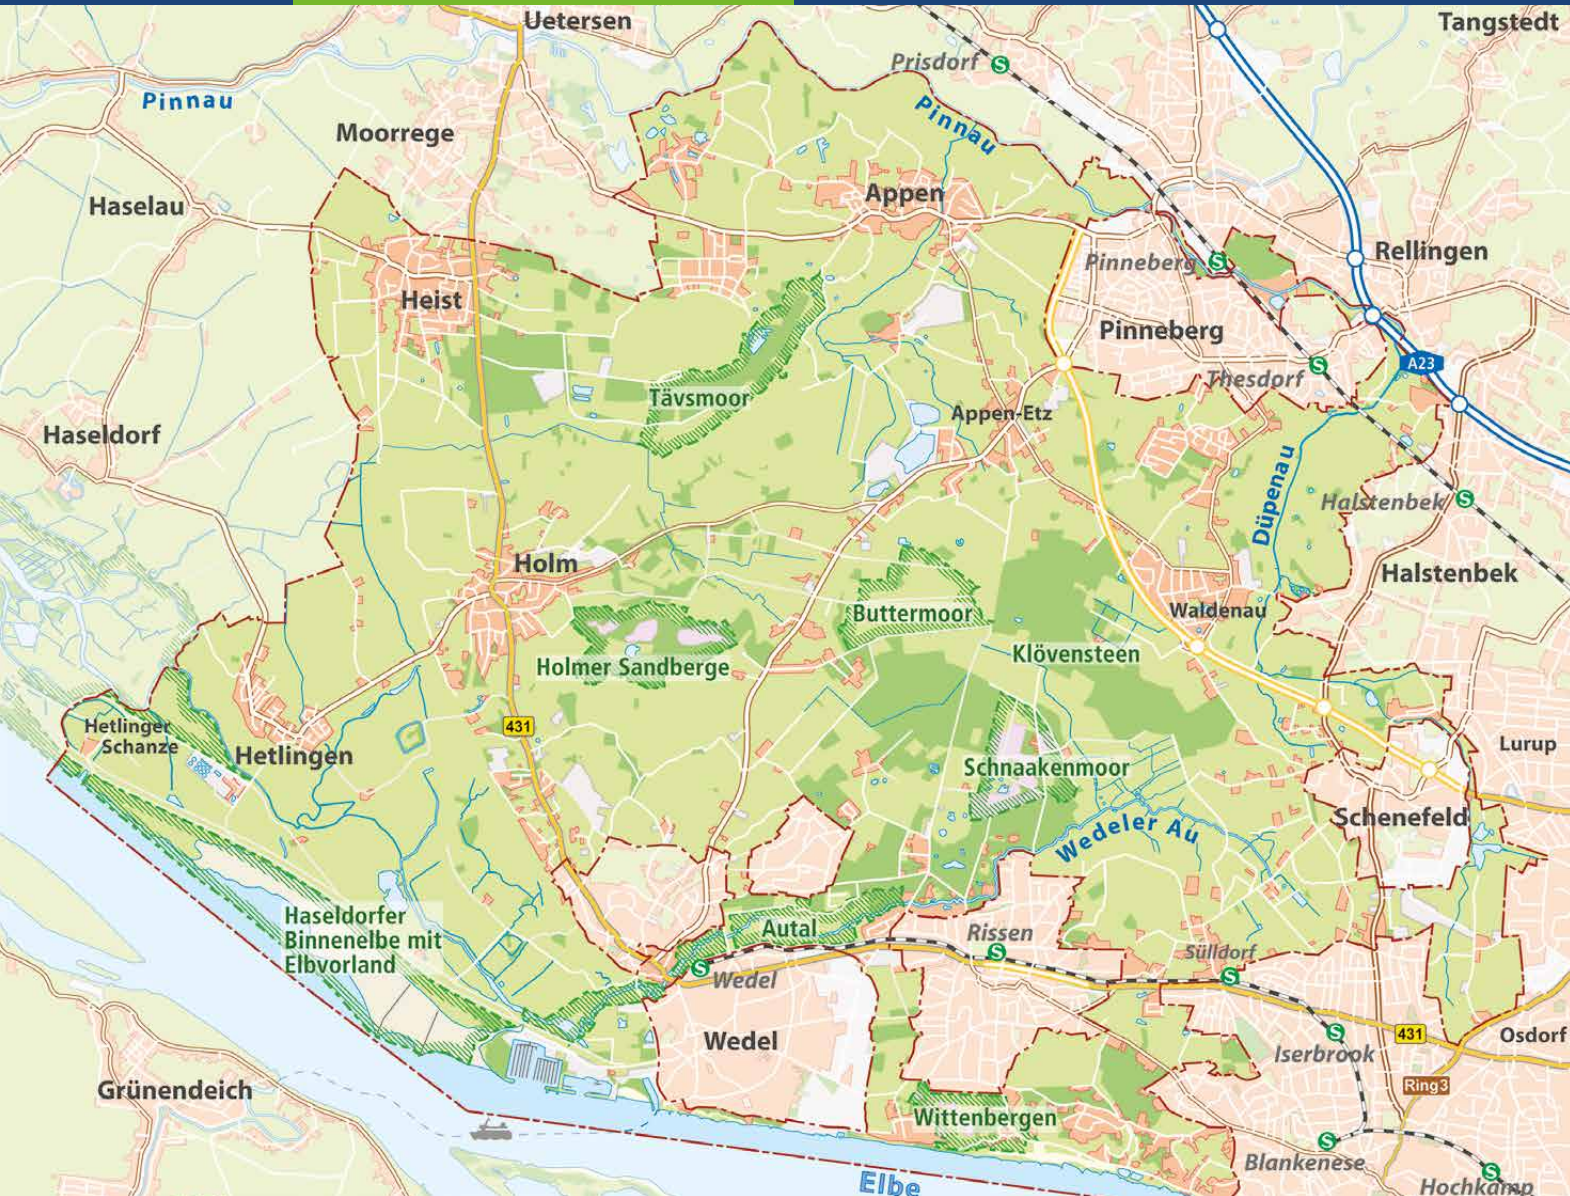 Uetersen
Tangstedt
Prisdorf
S
Pinnau
Pinnau
Moorrege
Appen
Haselau
Rellingen
Pinneberg
S
Heist
Pinneberg
A23
Thesdorf
S
Tävsmoor
Appen-Etz
Haseldorf
Düpenau
Halstenbek
S
Holm
Halstenbek
Buttermoor
Waldenau
Klövensteen
Holmer Sandberge
431
Hetlinger
Schanze
Hetlingen
Lurup
Schnaakenmoor
Schenefeld
Wedeler Au
Haseldorfer
Binnenelbe mit
Elbvorland
Autal
Rissen
S
Sülldorf
S
S
Wedel
Wedel
S
431
Osdorf
Iserbrook
Grünendeich
Ring 3
Wittenbergen
S
Blankenese
S
Elbe
Hochkamp